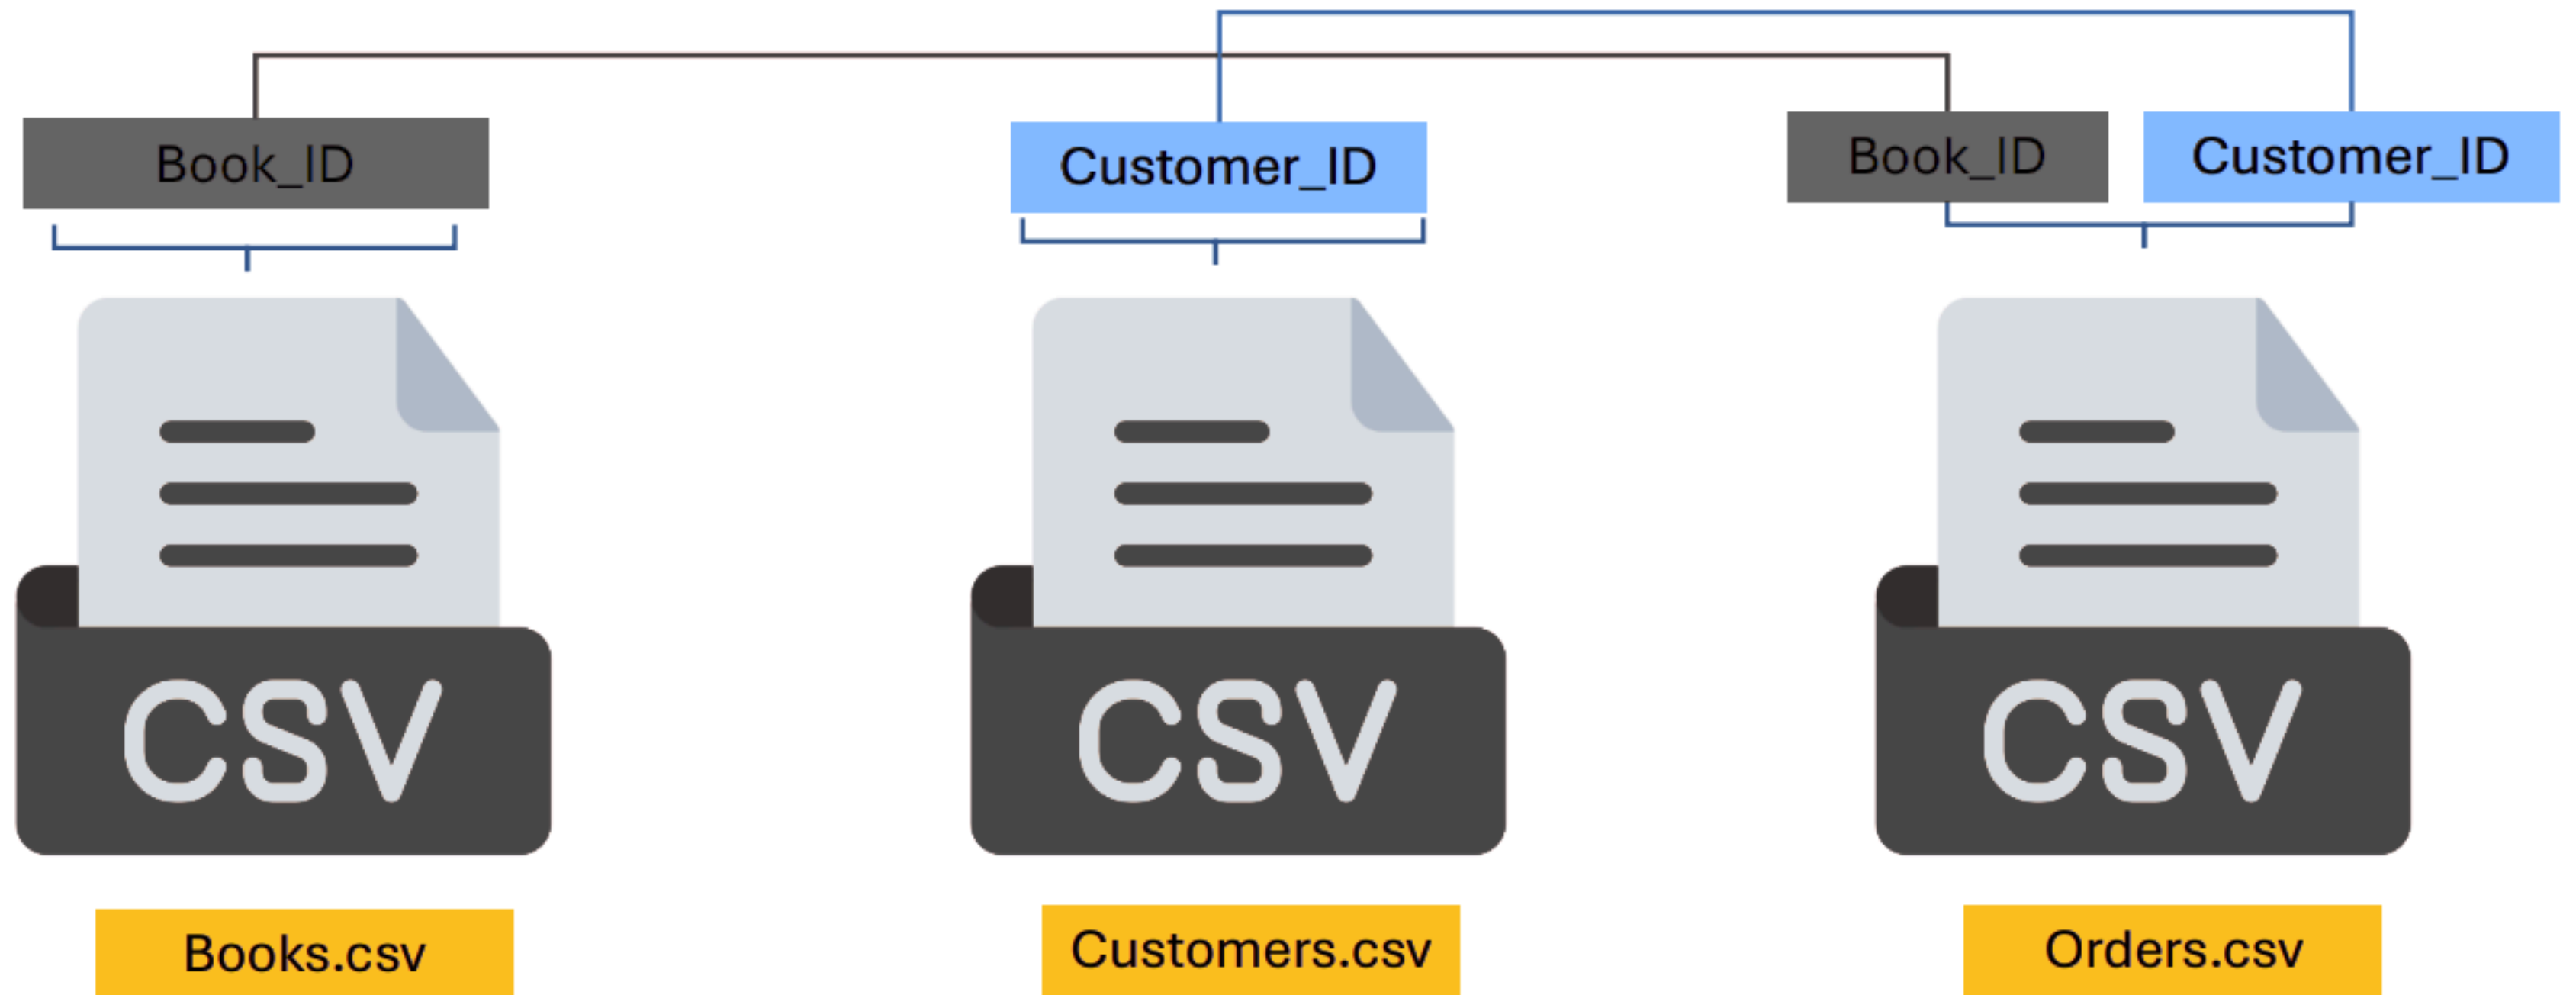 Book_ID
Customer_ID
Book_ID
Customer_ID
CSV
CSV
CSV
Books.csv
Customers.csv
Orders.csv